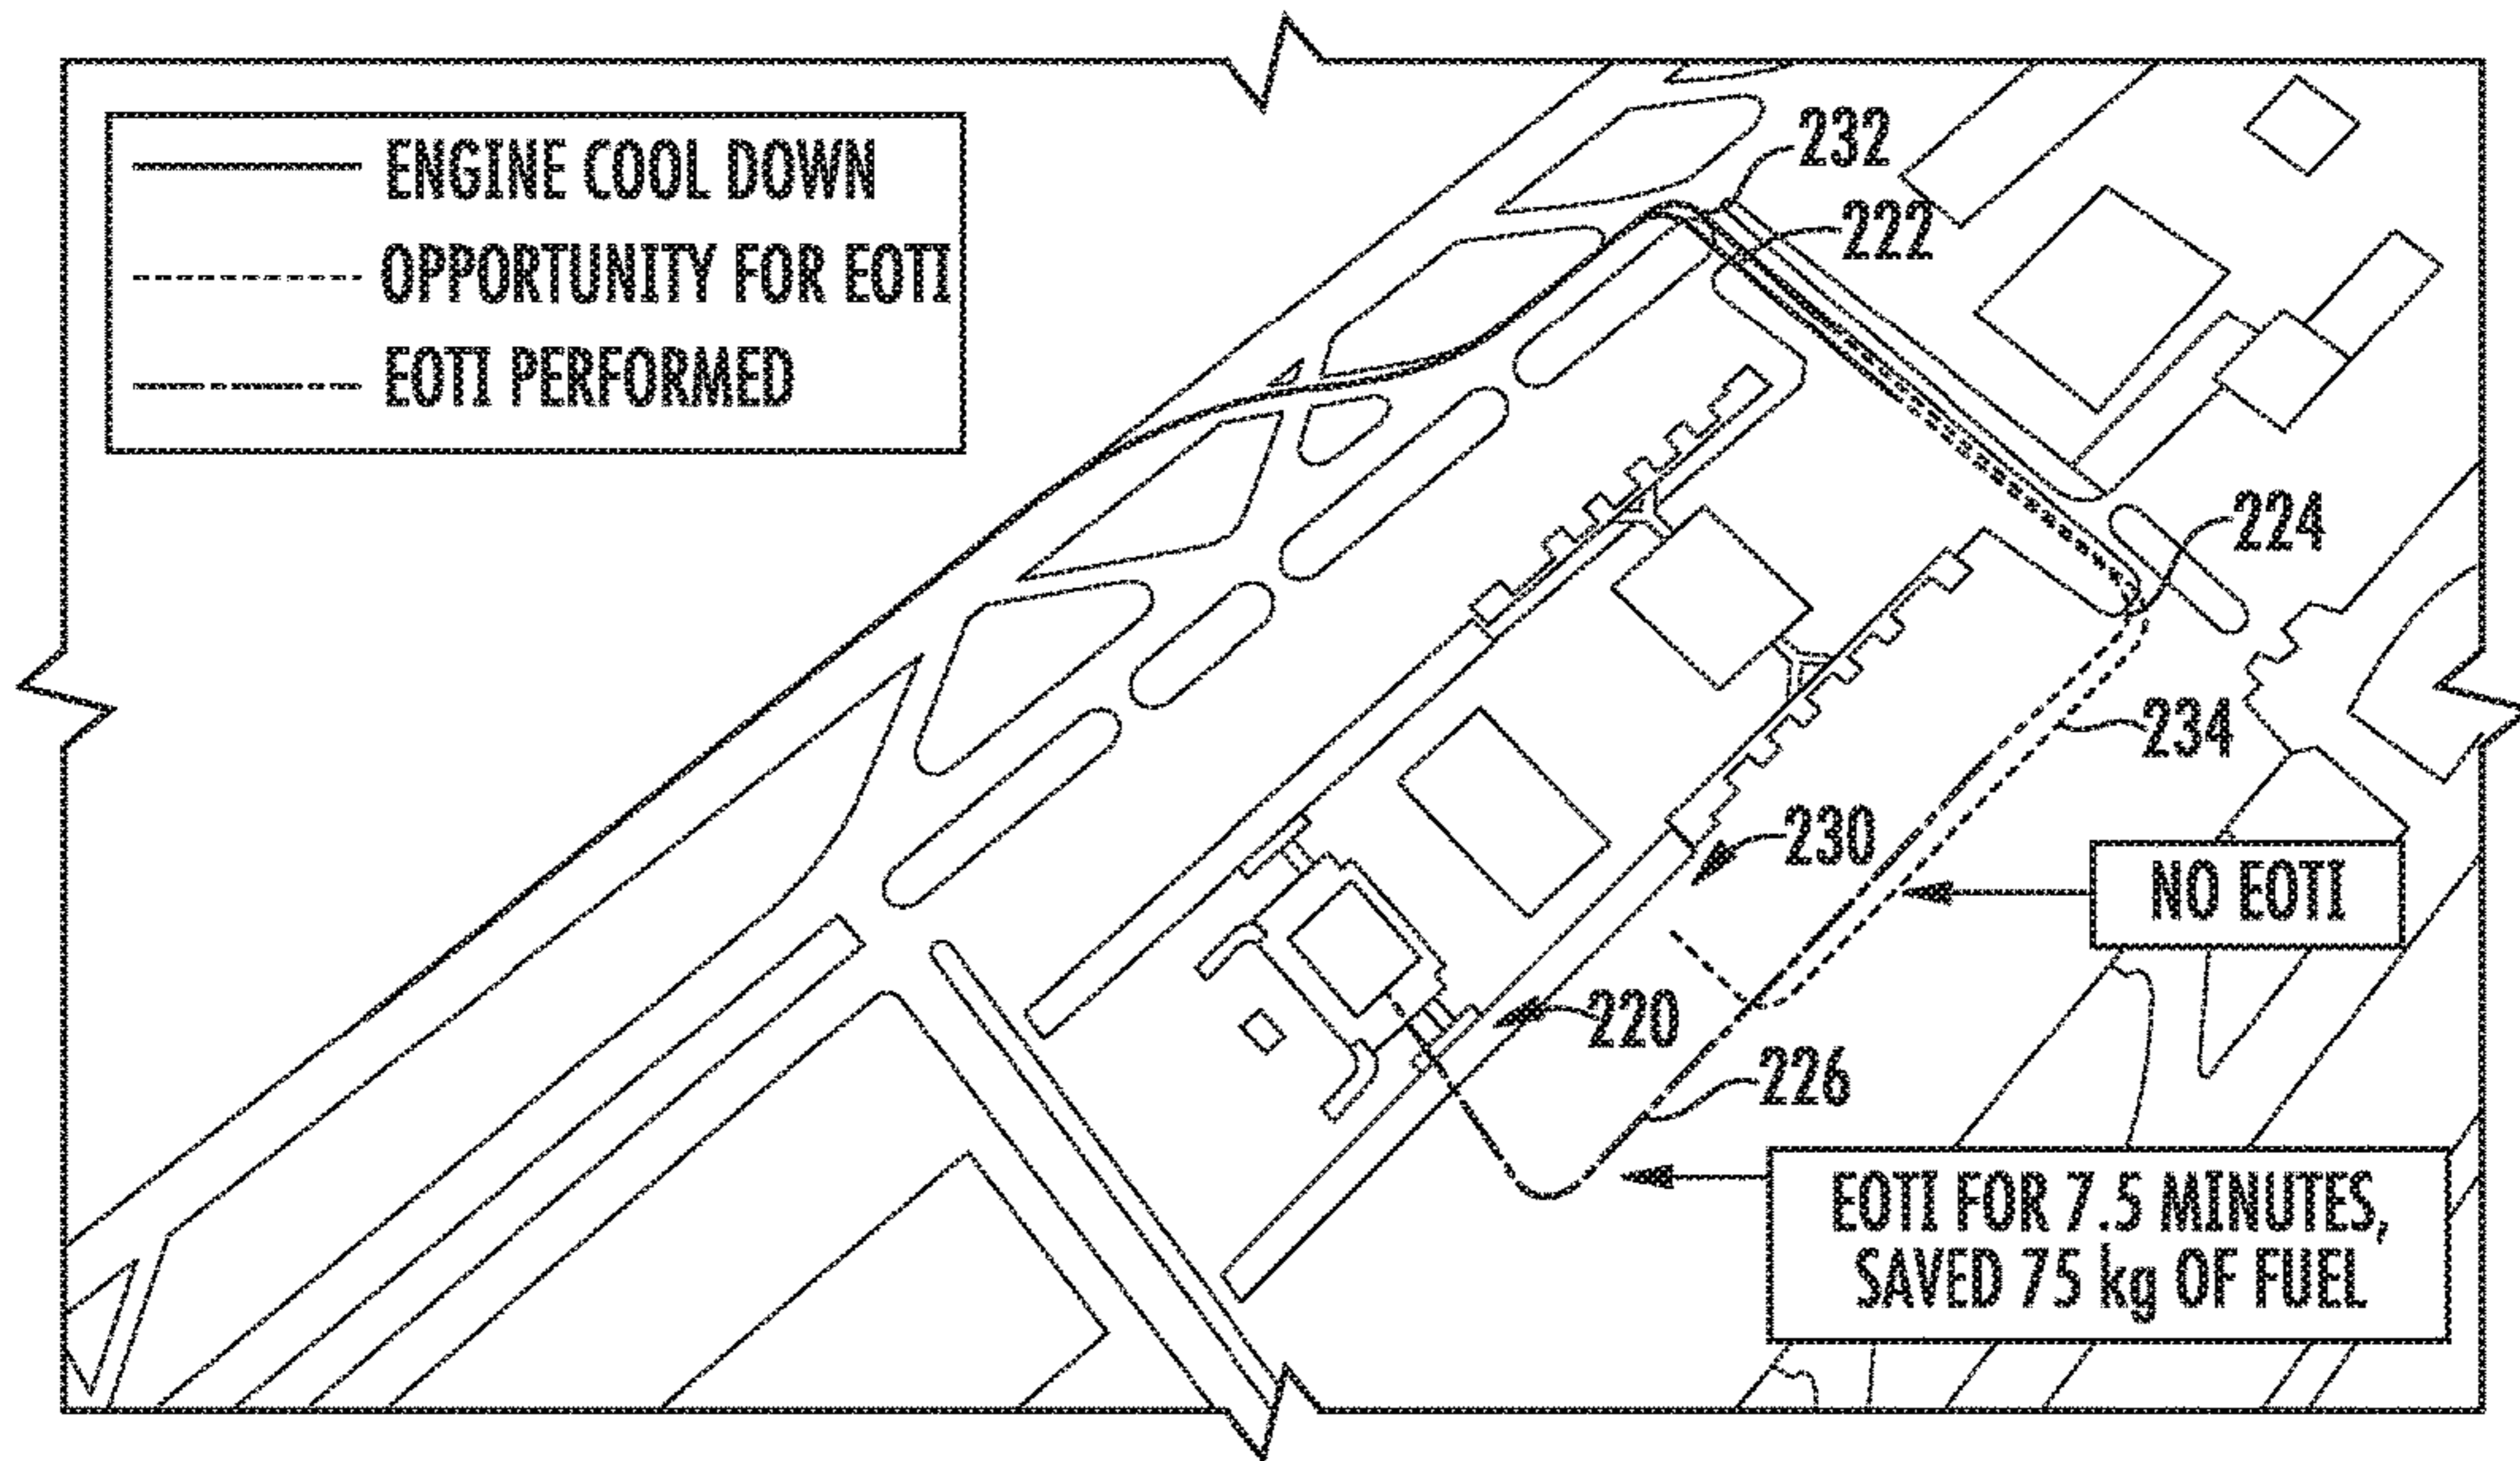 ENGINE COOL DOWN
OPPORTUNITY FOR EOTI
EOTI PERFORMED
232
222
224
234
230
NO EOTI
220
226
EOTI FOR 7.5 MINUTES,
SAVED 75 kg OF FUEL